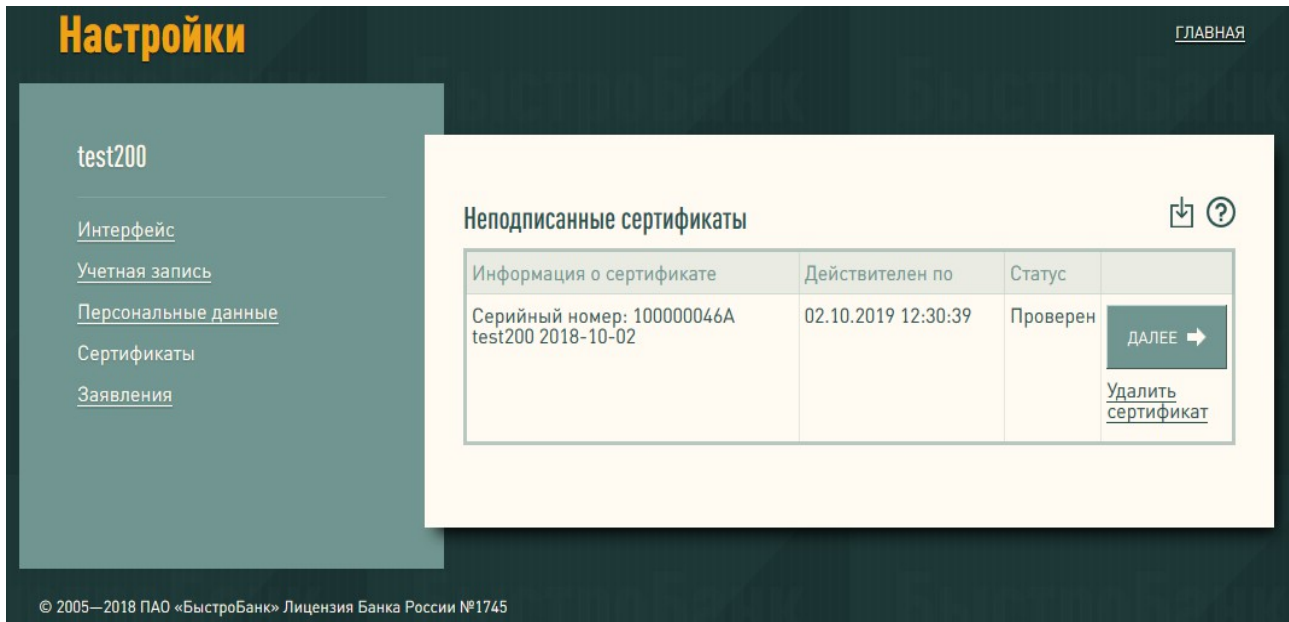 Настройки
ГЛАВНАЯ
test200
Интерфейс
Учетная запись
Персональные данные
Сертификаты
Заявления
Неподписанные сертификаты
Информация о сертификате Действителен по Статус
Серийный номер: 100000046A 02.10.2019 12:30:39 Проверен
test200 2018-10-02
ДАЛЕЕ
Удалить
сертификат
© 2005—2018 ПАО «БыстроБанк» Лицензия Банка России №1745